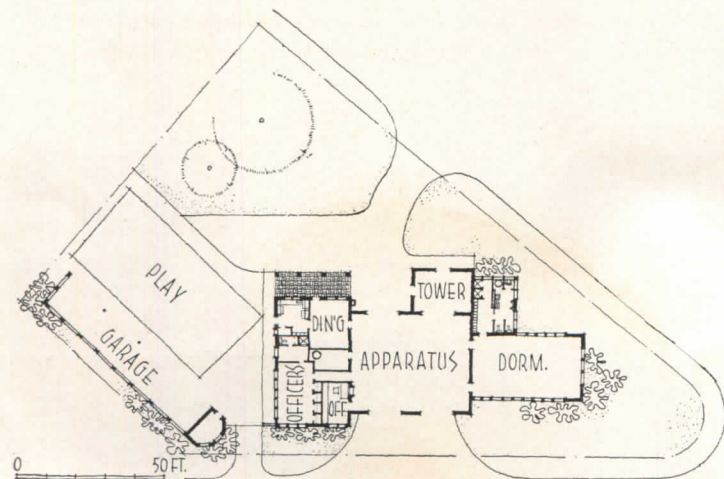 PLAY
GARAGE
TOWER
DIN'G
APPARATUS
DORM.
OFFICERS
OFF.
0 50 FT.